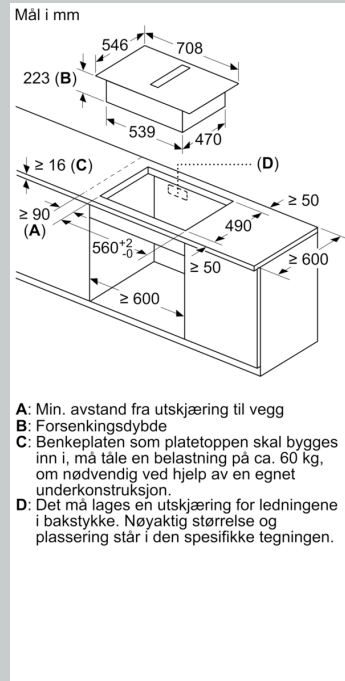 Mål i mm
546
708
223 (B)
539
470
≥ 16 (C)
(D)
≥ 50
≥ 90
(A)
490
560+2-0
≥ 50
≥ 600
≥ 600
A: Min. avstand fra utskjæring til vegg
B: Forsenkingsdybde
C: Benkeplaten som platetoppen skal bygges
inn i, må tåle en belastning på ca. 60 kg,
om nødvendig ved hjelp av en egnet
underkonstruksjon.
D: Det må lages en utskjæring for ledningene
i bakstykke. Nøyaktig størrelse og
plassering står i den spesifikke tegningen.